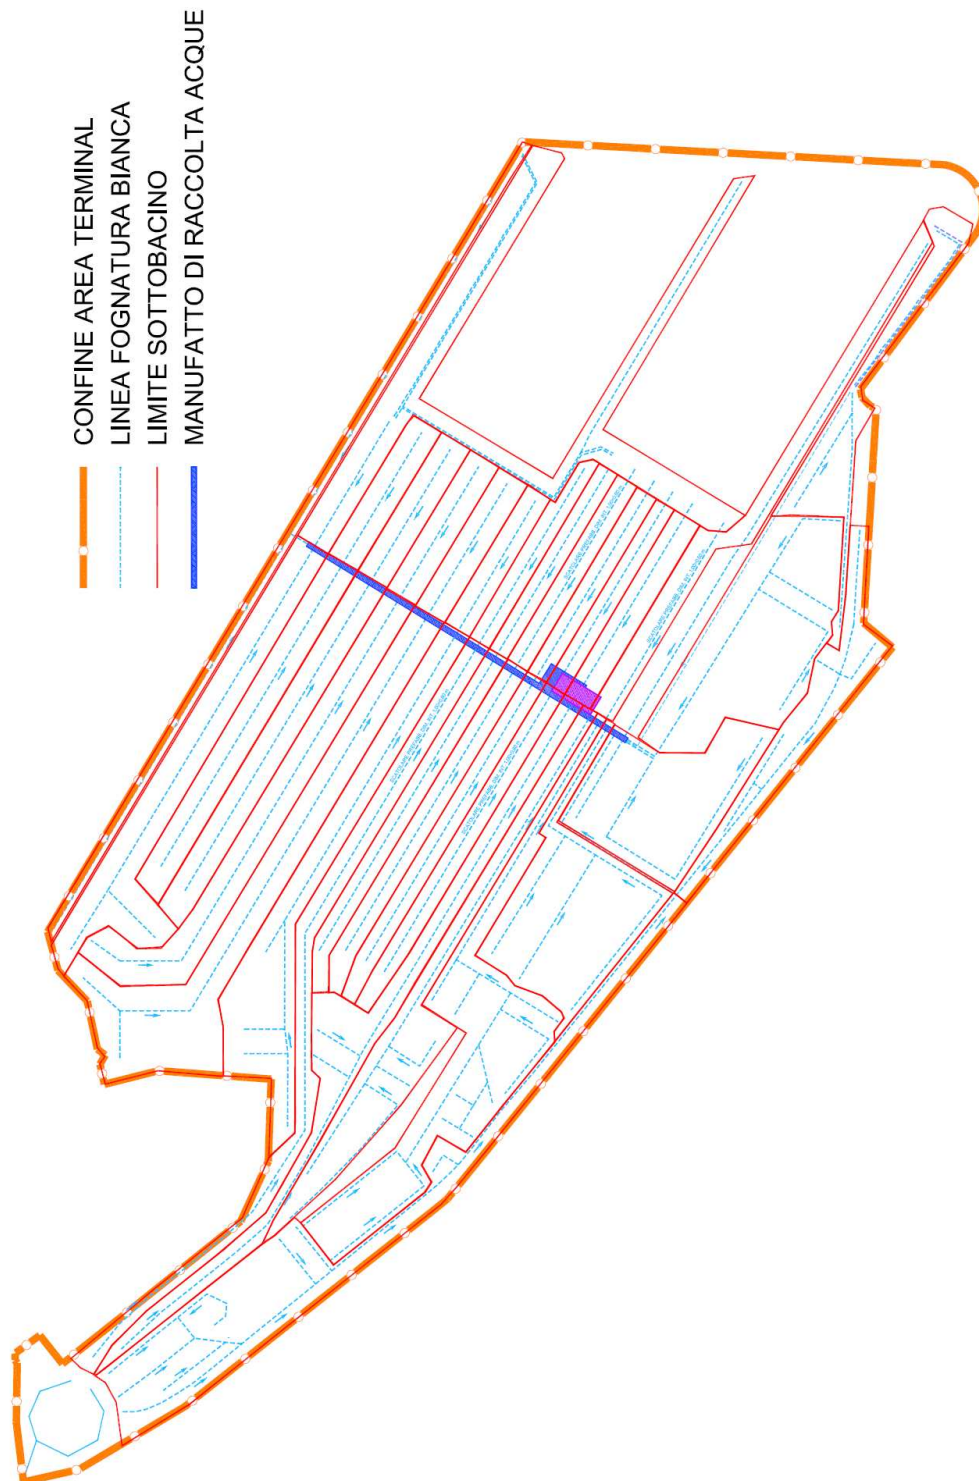 CONFINE AREA TERMINAL
LINEA FOGNATURA BIANCA
LIMITE SOTTOBACINO
MANUFATTO DI RACCOLTA ACQUE